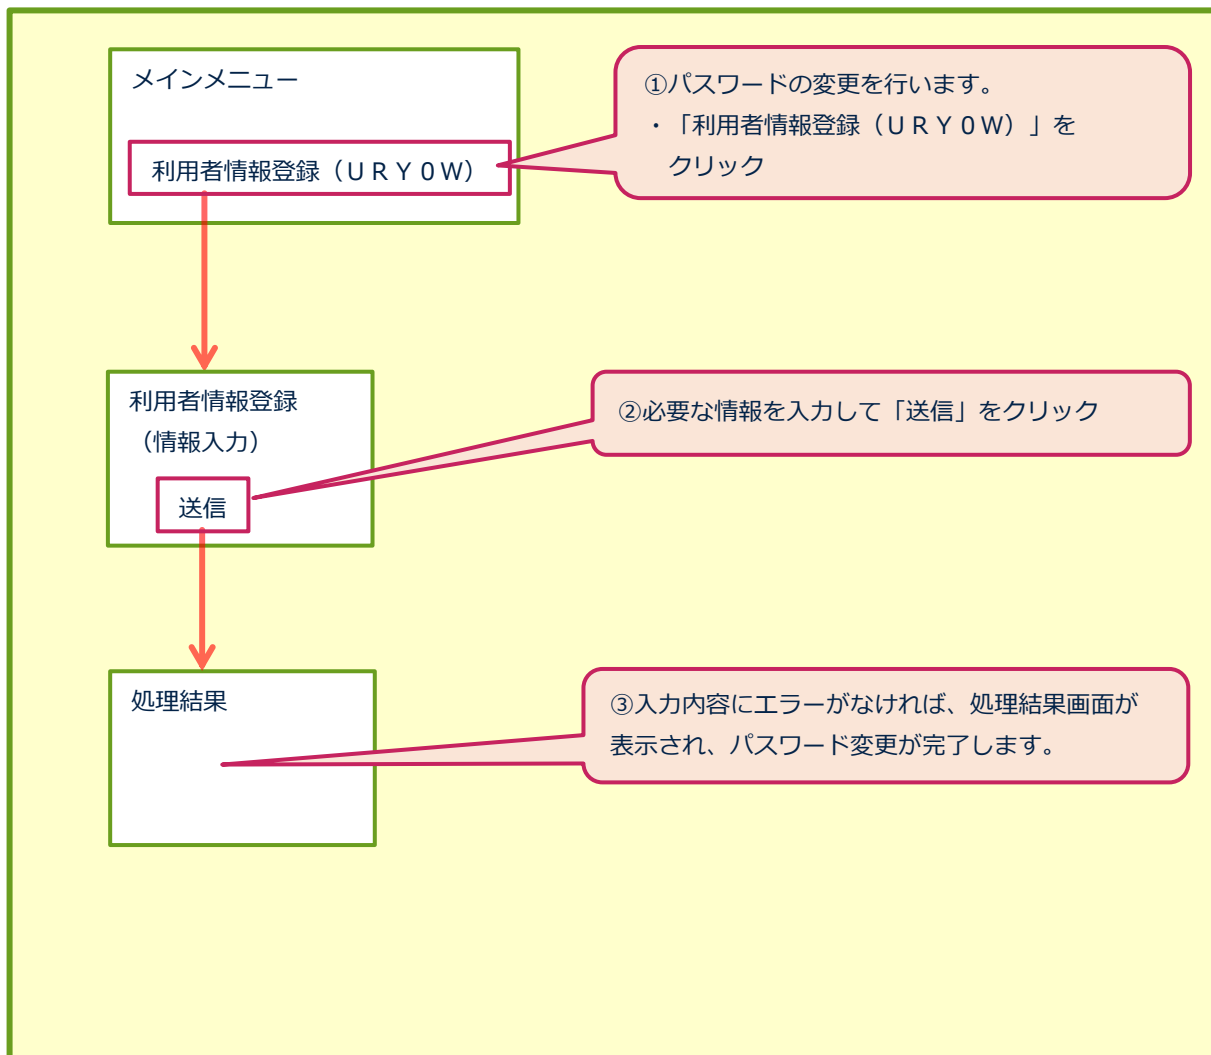 メインメニュー
利用者情報登録（ＵＲＹ０Ｗ）
①パスワードの変更を行います。
・「利用者情報登録（ＵＲＹ０Ｗ）」を
クリック
利用者情報登録
（情報入力）
送信
②必要な情報を入力して「送信」をクリック
処理結果
③入力内容にエラーがなければ、処理結果画面が
表示され、パスワード変更が完了します。